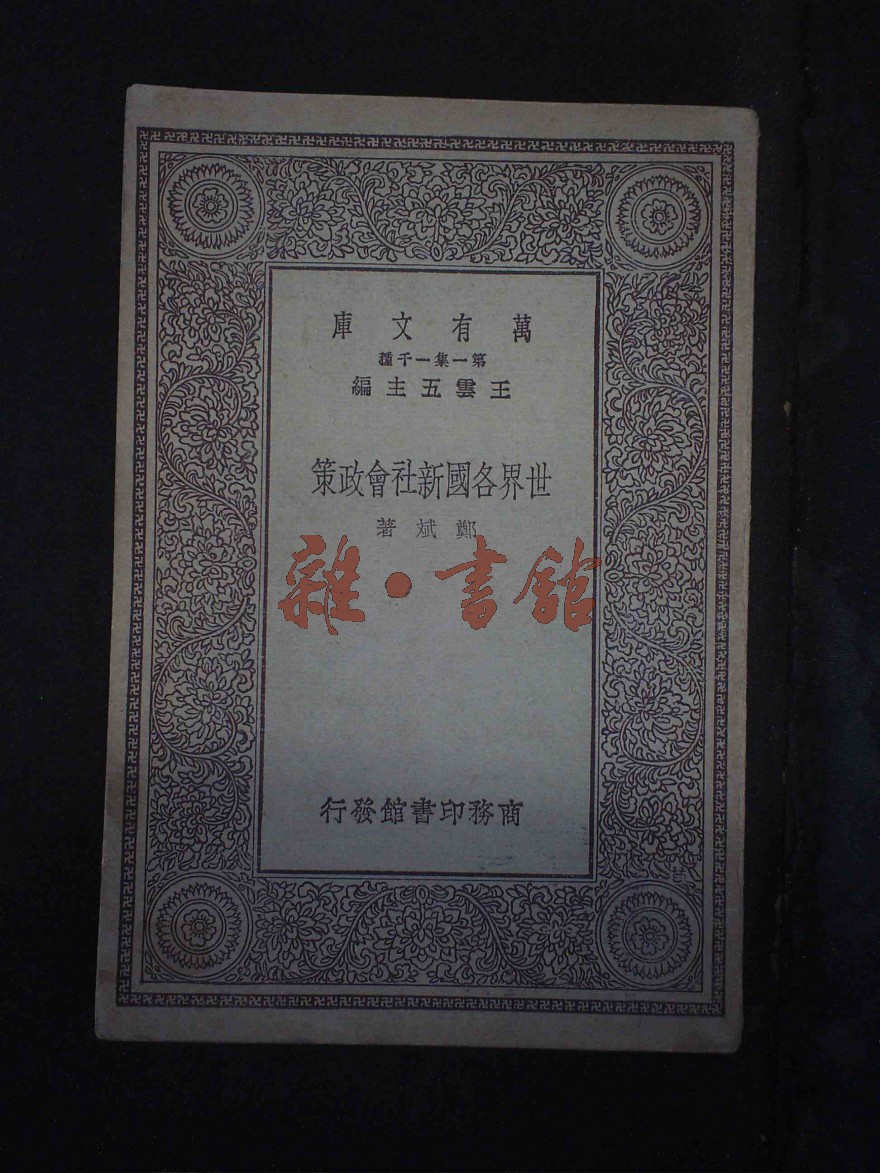 萬有文庫
第一集一千種
王雲五主編
世界各國新社會政策
鄭斌著
雜·書館
商務印書館發行